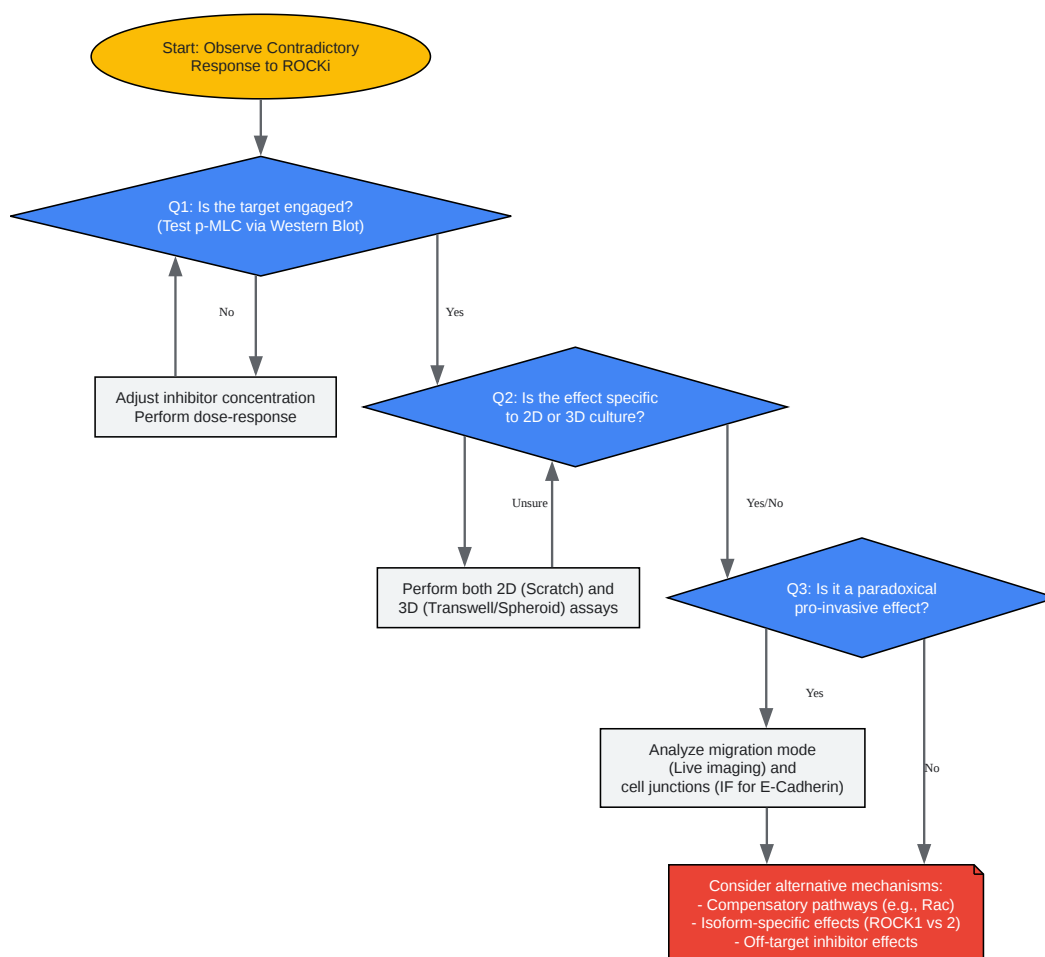 Start: Observe Contradictory
Response to ROCKi
Q1: Is the target engaged?
(Test p-MLC via Western Blot)
No
Yes
Adjust inhibitor concentration
Perform dose-response
Q2: Is the effect specific
to 2D or 3D culture?
Unsure
Yes/No
Perform both 2D (Scratch) and
3D (Transwell/Spheroid) assays
Q3: Is it a paradoxical
pro-invasive effect?
Yes
No
Analyze migration mode
(Live imaging) and
cell junctions (IF for E-Cadherin)
Consider alternative mechanisms:
- Compensatory pathways (e.g., Rac)
- Isoform-specific effects (ROCK1 vs 2)
- Off-target inhibitor effects